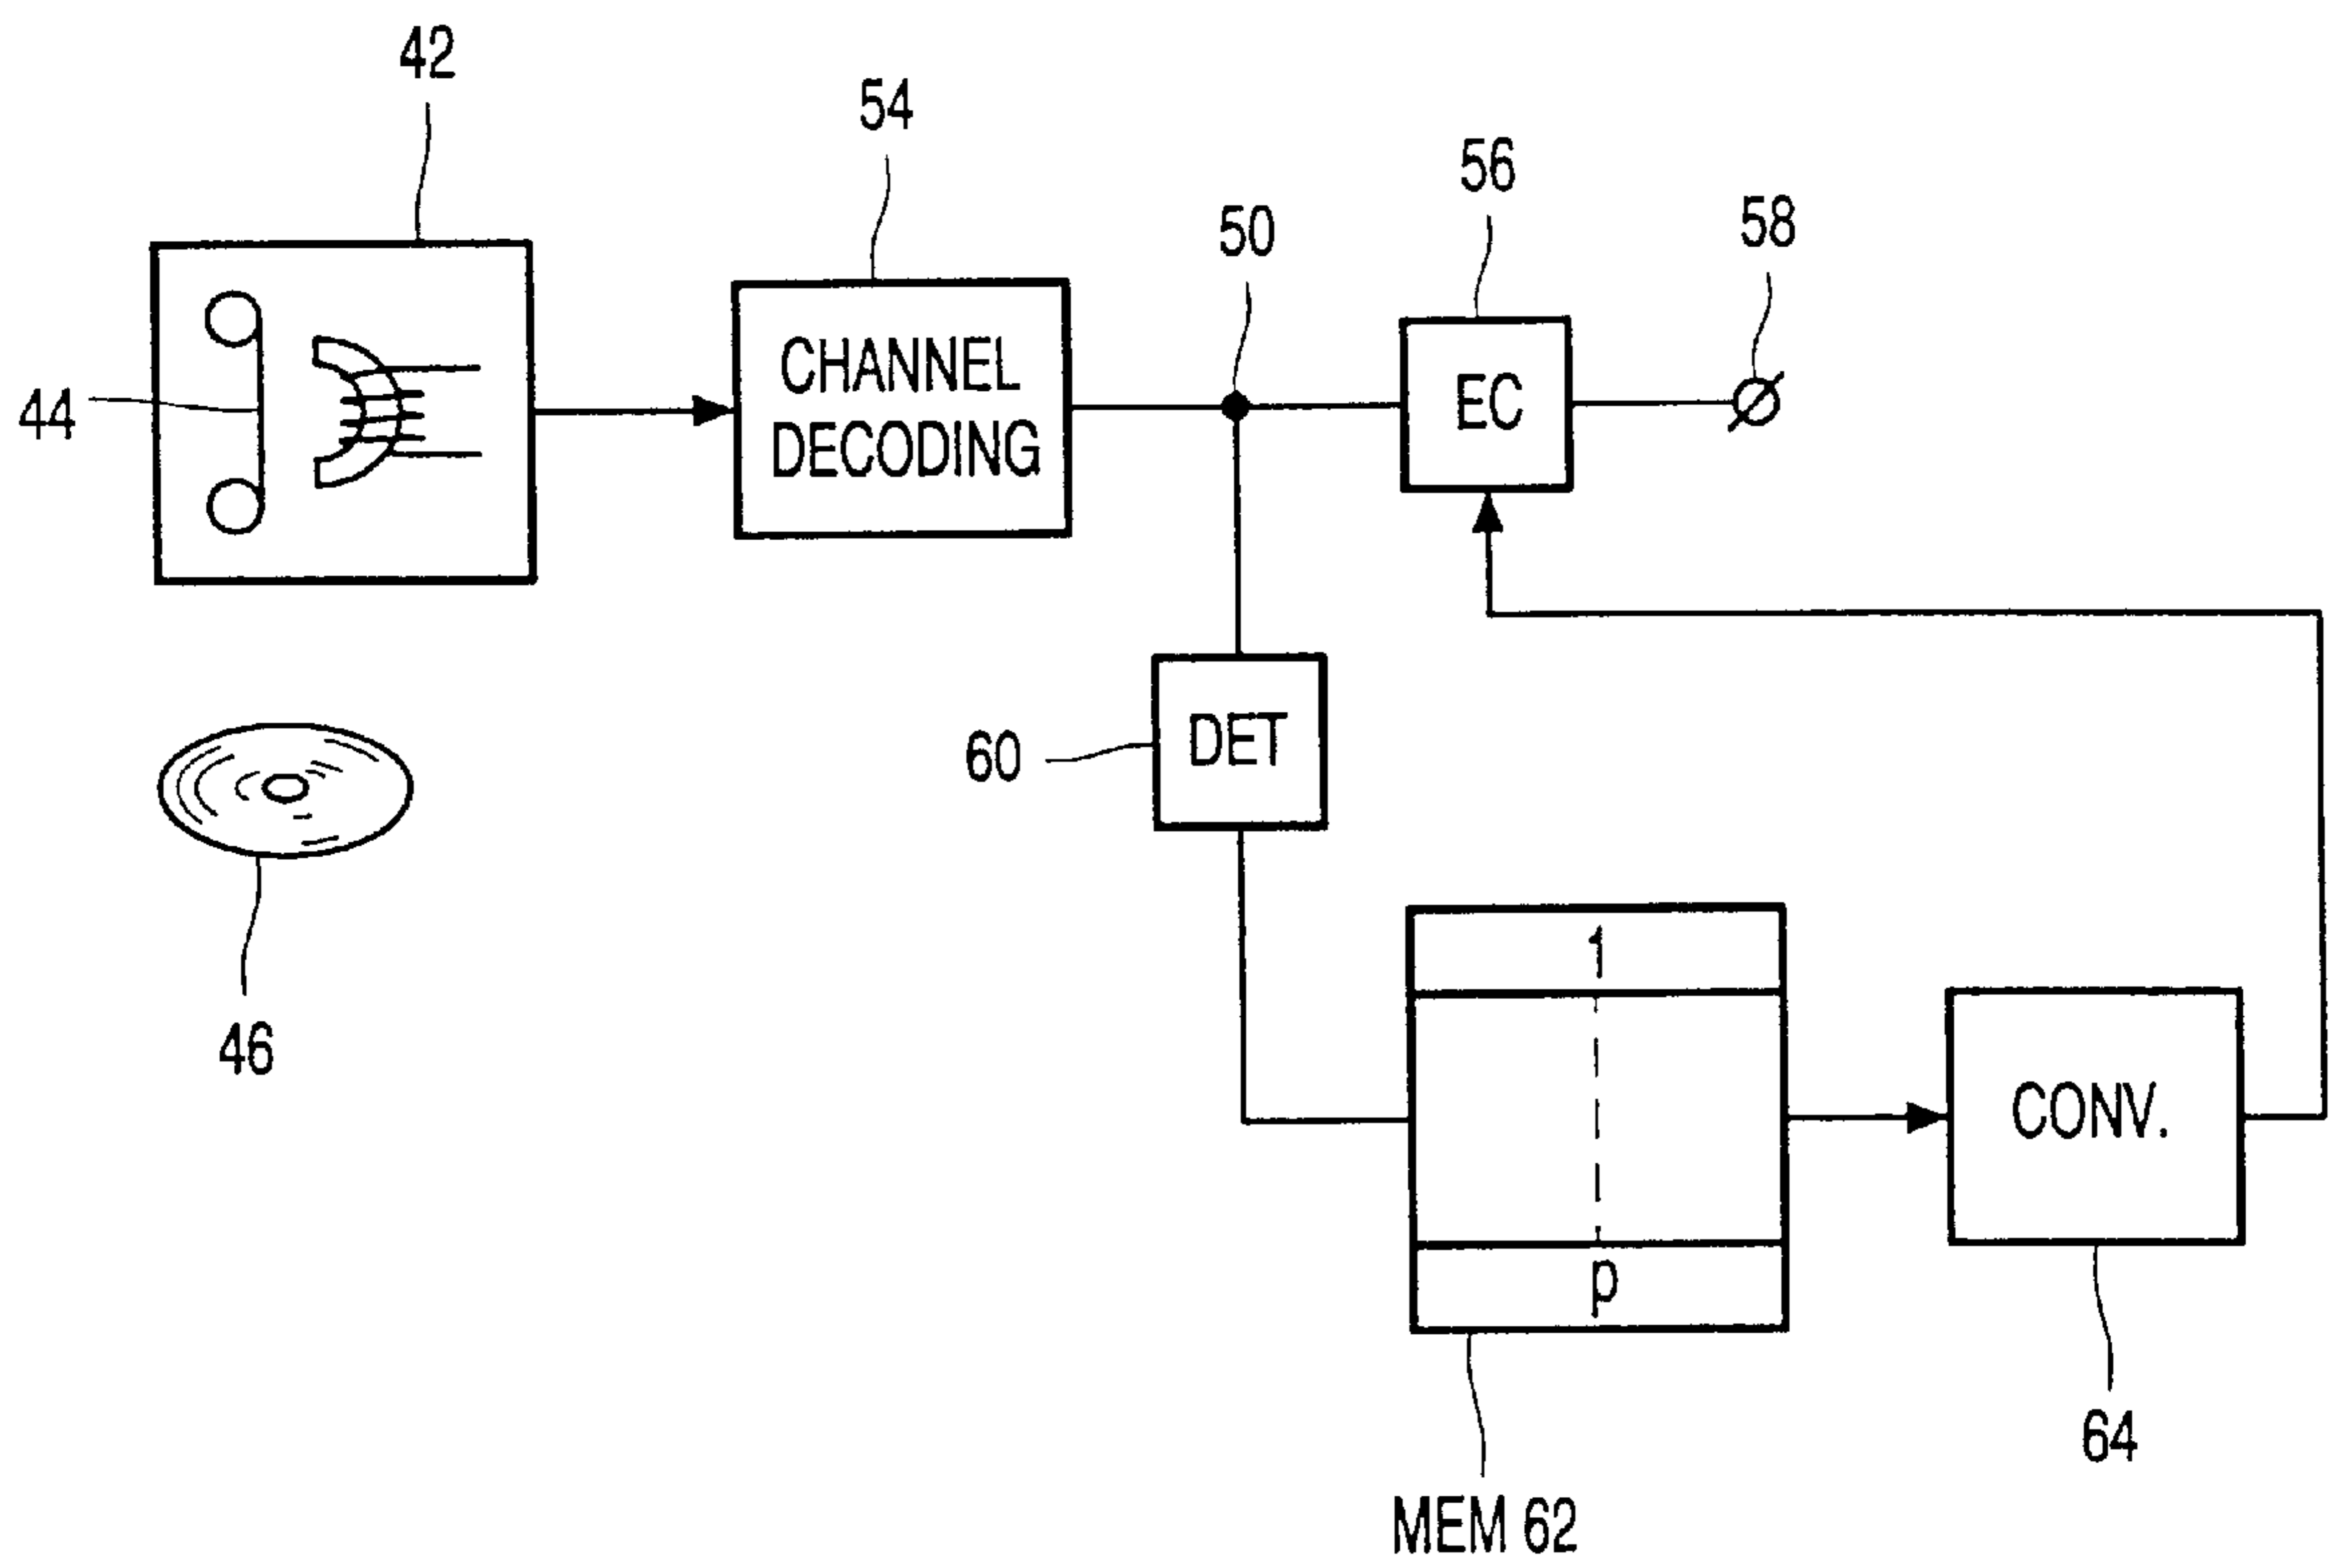 42
54
56
50
58
CHANNEL
DECODING
EC
44
DET
60
1
46
CONV.
p
64
MEM 62